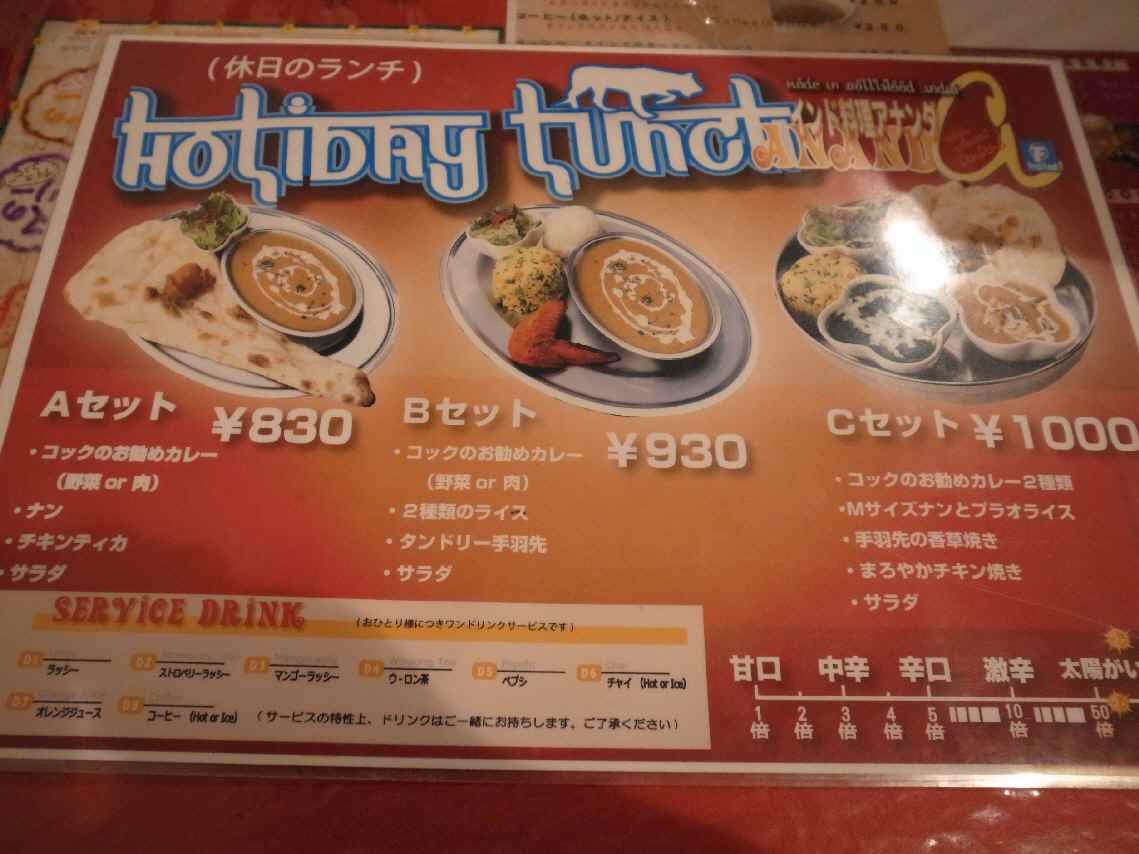 (休日のランチ)
HOLIDAY LUNCH
インド料理アナンダ
Aセット ¥830
・コックのお勧めカレー
(野菜 or 肉)
・ナン
・チキンティカ
・サラダ
Bセット ¥930
・コックのお勧めカレー
(野菜 or 肉)
・2種類のライス
・タンドリー手羽先
・サラダ
Cセット ¥1000
・コックのお勧めカレー2種類
・Mサイズナンとプラオライス
・手羽先の香草焼き
・まろやかチキン焼き
・サラダ
SERVICE DRINK (おひとり様につきワンドリンクサービスです)
D1 ラッシー
D2 ストロベリーラッシー
D3 マンゴーラッシー
D4 ウ-ロン茶
D5 ペプシ
D6 チャイ (Hot or Ice)
D7 オレンジジュース
D8 コーヒー (Hot or Ice)
(サービスの特性上、ドリンクはご一緒にお持ちします、ご了承ください)
甘口 中辛 辛口 激辛 太陽がい
1倍 2倍 3倍 4倍 5倍 10倍 50倍